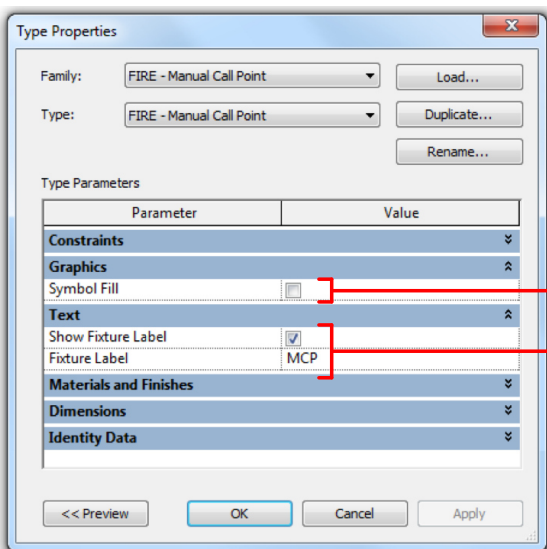 Type Properties
Family: FIRE - Manual Call Point Load...
Type: FIRE - Manual Call Point Duplicate...
Rename...
Type Parameters
Parameter Value
Constraints
Graphics
Symbol Fill
Text
Show Fixture Label
Fixture Label MCP
Materials and Finishes
Dimensions
Identity Data
<< Preview OK Cancel Apply